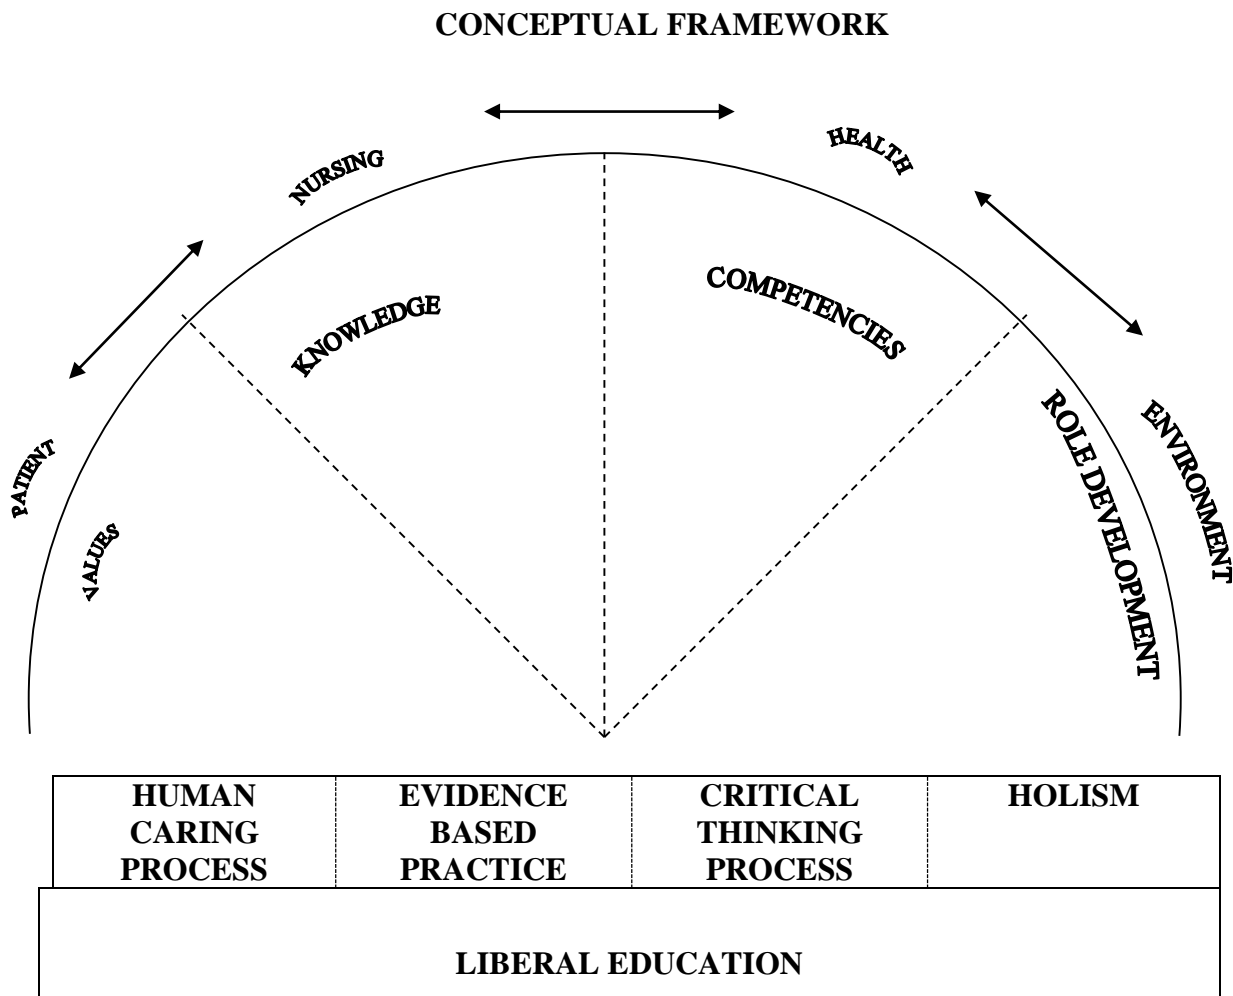 CONCEPTUAL FRAMEWORK
NURSING
HEALTH
PATIENT
ENVIRONMENT
KNOWLEDGE
COMPETENCIES
VALUES
ROLE DEVELOPMENT
HUMAN
CARING
PROCESS
EVIDENCE
BASED
PRACTICE
CRITICAL
THINKING
PROCESS
HOLISM
LIBERAL EDUCATION